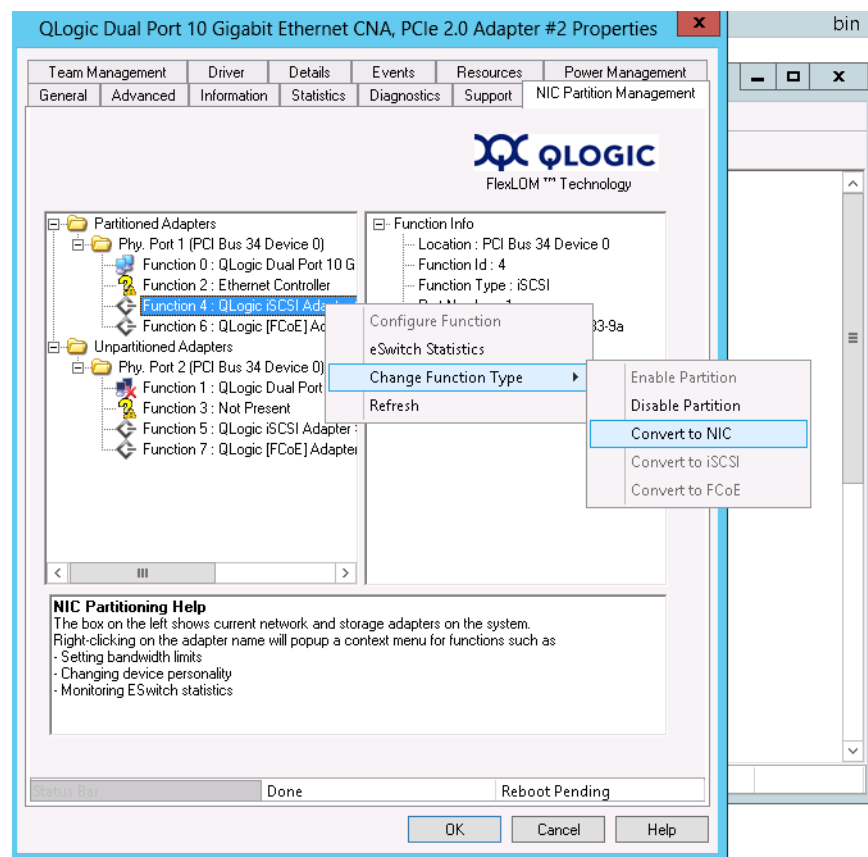 QLogic Dual Port 10 Gigabit Ethernet CNA, PCIe 2.0 Adapter #2 Properties
x
bin
Team Management Driver Details Events Resources Power Management
General Advanced Information Statistics Diagnostics Support NIC Partition Management
QLOGIC
FlexLOM ™ Technology
Partitioned Adapters
Phy. Port 1 (PCI Bus 34 Device 0)
Function 0 : QLogic Dual Port 10 G
Function 2 : Ethernet Controller
Function 4 : QLogic iSCSI
Function 6 : QLogic [FCoE]
Unpartitioned Adapters
Phy. Port 2 (PCI Bus 34 Device 0)
Function 1 : QLogic Dual Port
Function 3 : Not Present
Function 5 : QLogic iSCSI Adapter
Function 7 : QLogic [FCoE] Adapter
Function Info
Location : PCI Bus 34 Device 0
Function Id : 4
Function Type : iSCSI
33-9a
Configure Function
eSwitch Statistics
Change Function Type
Refresh
Enable Partition
Disable Partition
Convert to NIC
Convert to iSCSI
Convert to FCoE
NIC Partitioning Help
The box on the left shows current network and storage adapters on the system.
Right-clicking on the adapter name will popup a context menu for functions such as
- Setting bandwidth limits
- Changing device personality
- Monitoring ESwitch statistics
Status Bar Done Reboot Pending
OK Cancel Help